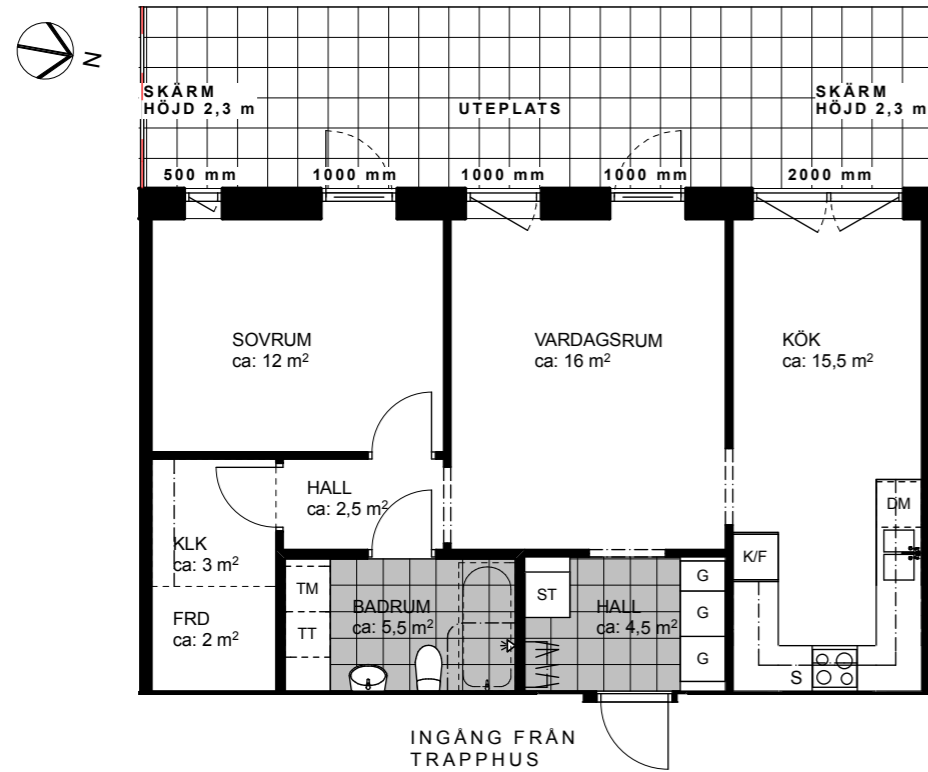 N
SKÄRM
HÖJD 2,3 m
UTEPLATS
SKÄRM
HÖJD 2,3 m
500 mm
1000 mm
1000 mm
1000 mm
2000 mm
SOVRUM
ca: 12 m²
VARDAGSRUM
ca: 16 m²
KÖK
ca: 15,5 m²
HALL
ca: 2,5 m²
KLK
ca: 3 m²
FRD
ca: 2 m²
TM
TT
BADRUM
ca: 5,5 m²
ST
HALL
ca: 4,5 m²
G
G
G
K/F
DM
S
INGÅNG FRÅN
TRAPPHUS